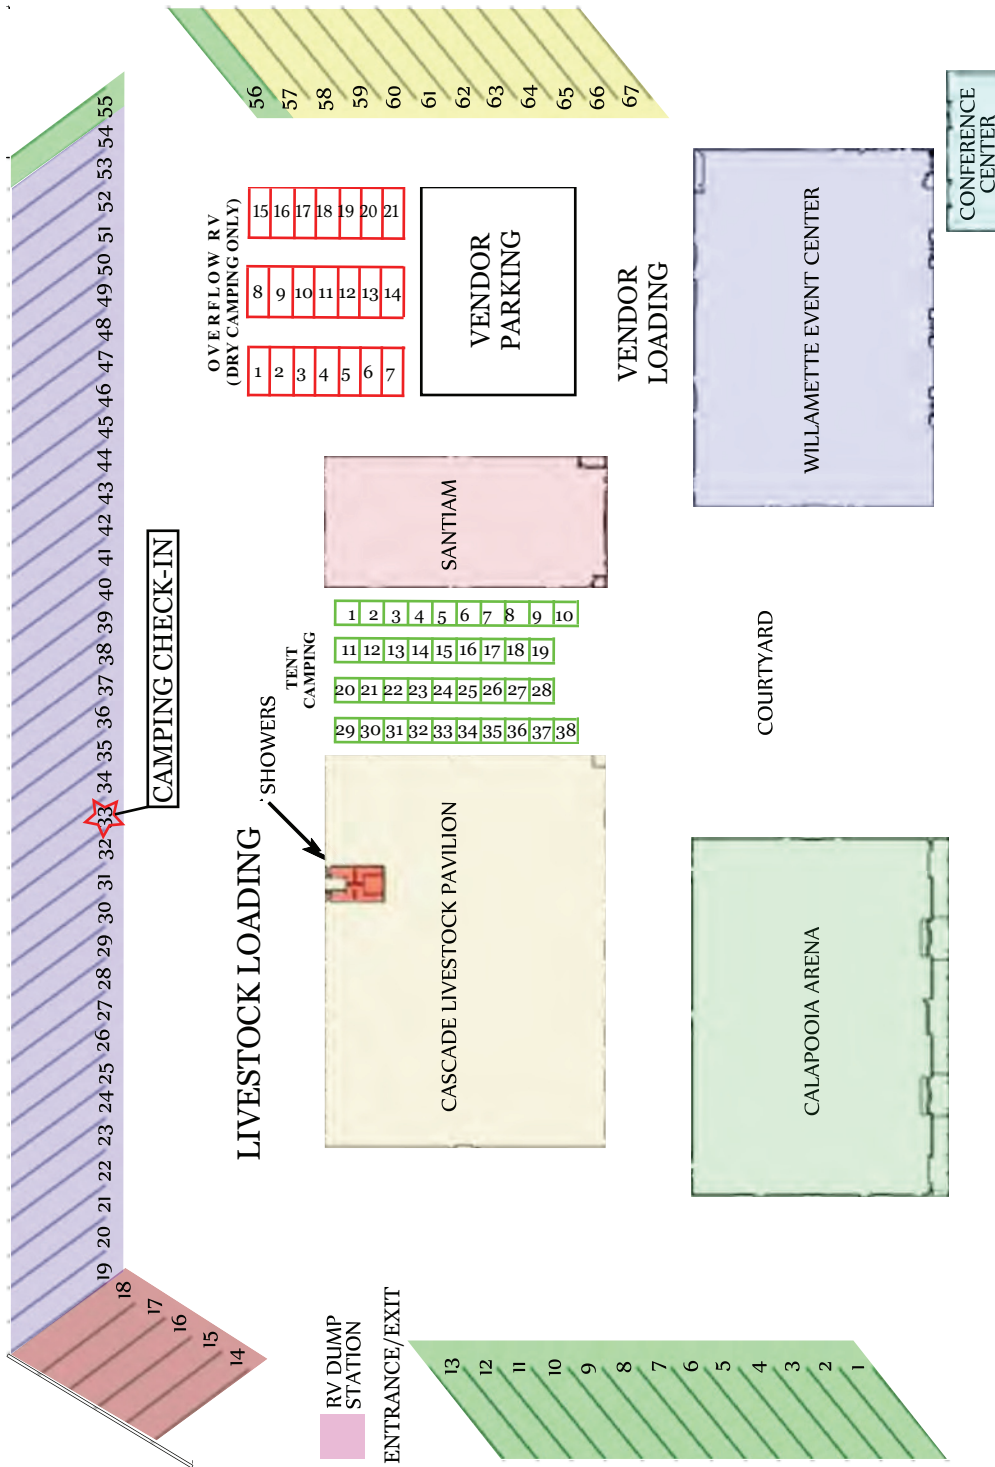 55
54
53
52
51
50
49
48
47
46
45
44
43
42
41
40
39
38
37
36
35
34
33
32
31
30
29
28
27
26
25
24
23
22
21
20
19
18
17
16
15
14
CAMPING CHECK-IN
56
57
58
59
60
61
62
63
64
65
66
67
OVERFLOW RV
(DRY CAMPING ONLY)
15 16 17 18 19 20 21
8 9 10 11 12 13 14
1 2 3 4 5 6 7
VENDOR
PARKING
VENDOR
LOADING
WILLAMETTE EVENT CENTER
CONFERENCE
CENTER
SANTIAM
TENT
CAMPING
1 2 3 4 5 6 7 8 9 10
11 12 13 14 15 16 17 18 19
20 21 22 23 24 25 26 27 28
29 30 31 32 33 34 35 36 37 38
SHOWERS
LIVESTOCK LOADING
CASCADE LIVESTOCK PAVILION
COURTYARD
CALAPOOIA ARENA
RV DUMP
STATION
ENTRANCE/EXIT
13
12
11
10
9
8
7
6
5
4
3
2
1